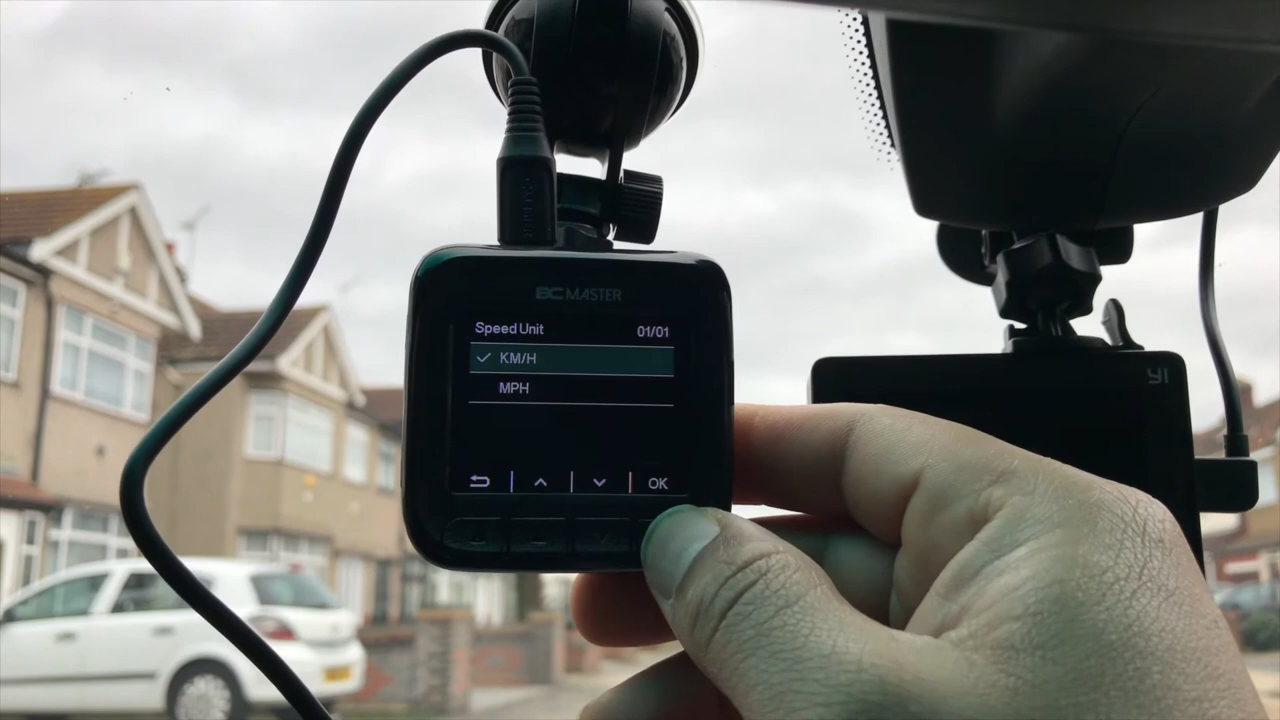 BC MASTER
Speed Unit 01/01
✓ KM/H
MPH
OK
YI